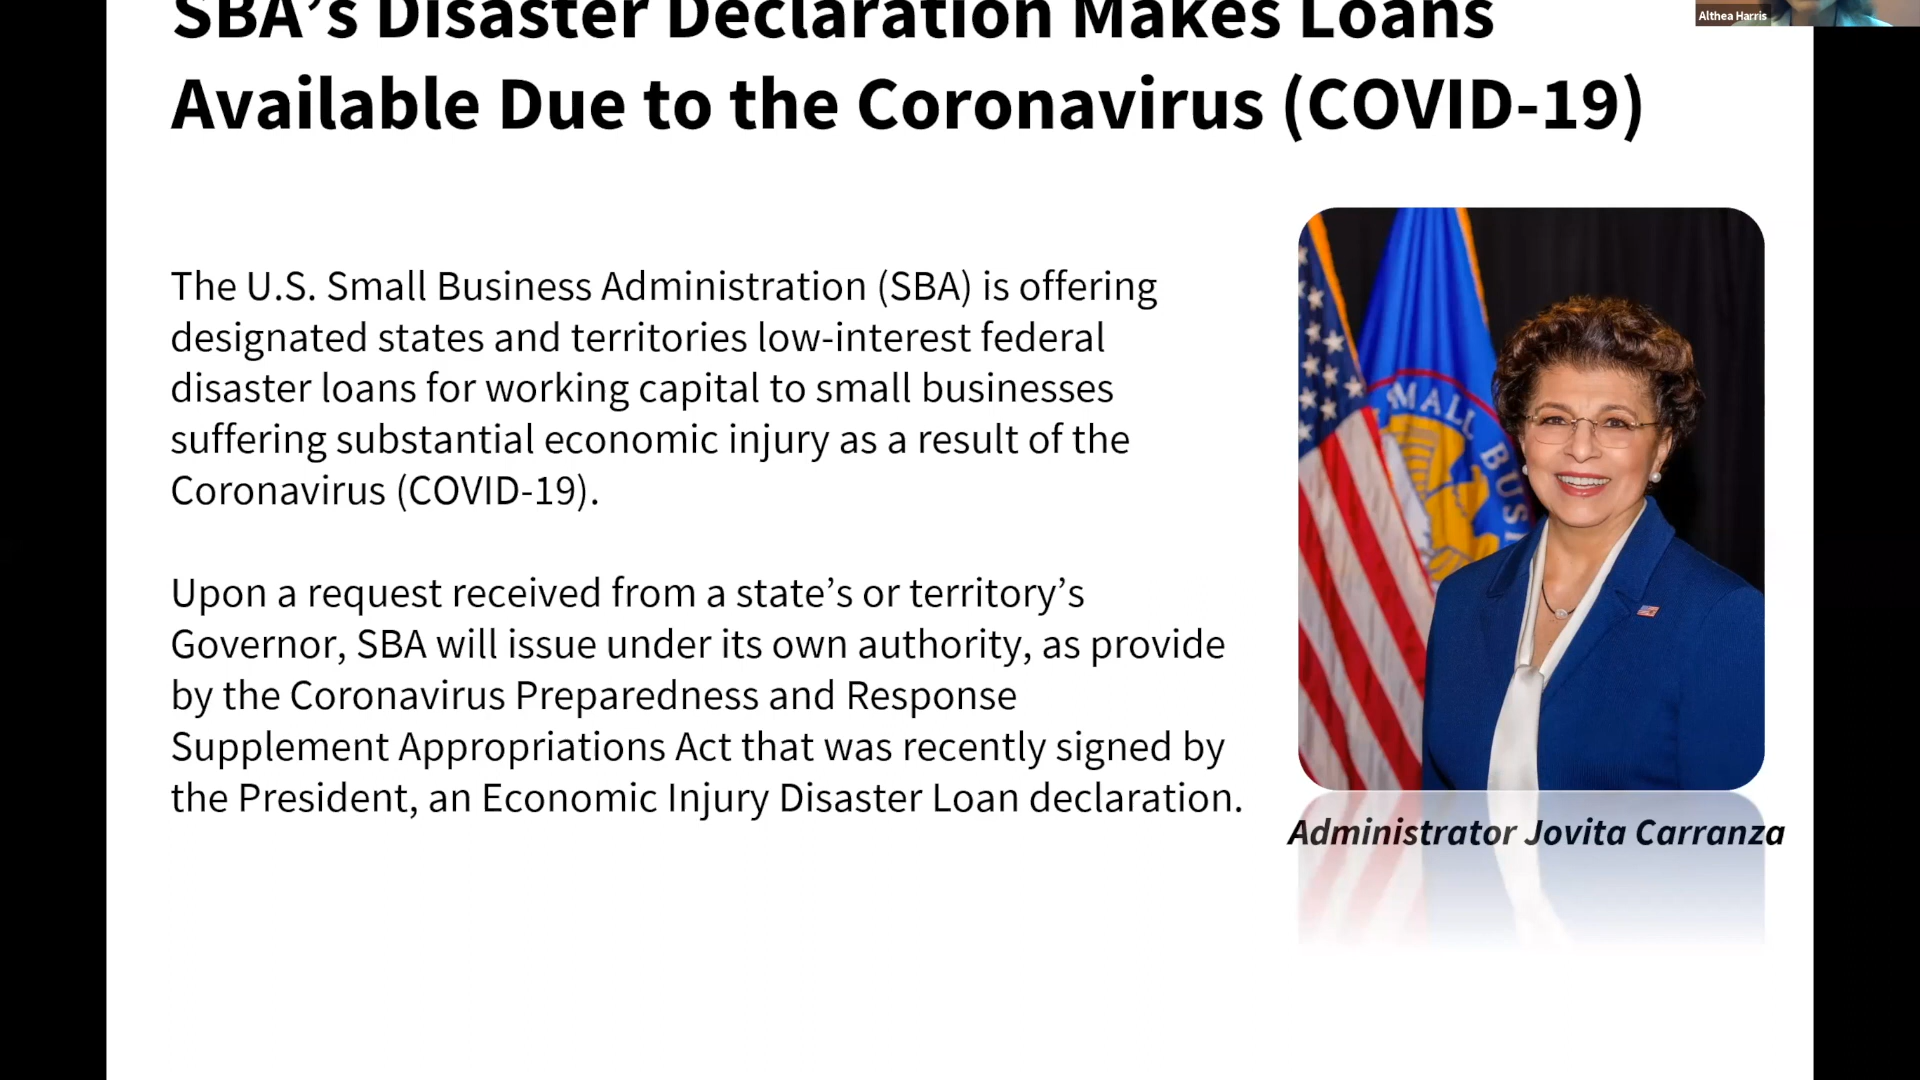 SBA’s Disaster Declaration Makes Loans
Available Due to the Coronavirus (COVID-19)
Althea Harris
The U.S. Small Business Administration (SBA) is offering
designated states and territories low-interest federal
disaster loans for working capital to small businesses
suffering substantial economic injury as a result of the
Coronavirus (COVID-19).
Upon a request received from a state’s or territory’s
Governor, SBA will issue under its own authority, as provide
by the Coronavirus Preparedness and Response
Supplement Appropriations Act that was recently signed by
the President, an Economic Injury Disaster Loan declaration.
MALL BUSI
Administrator Jovita Carranza